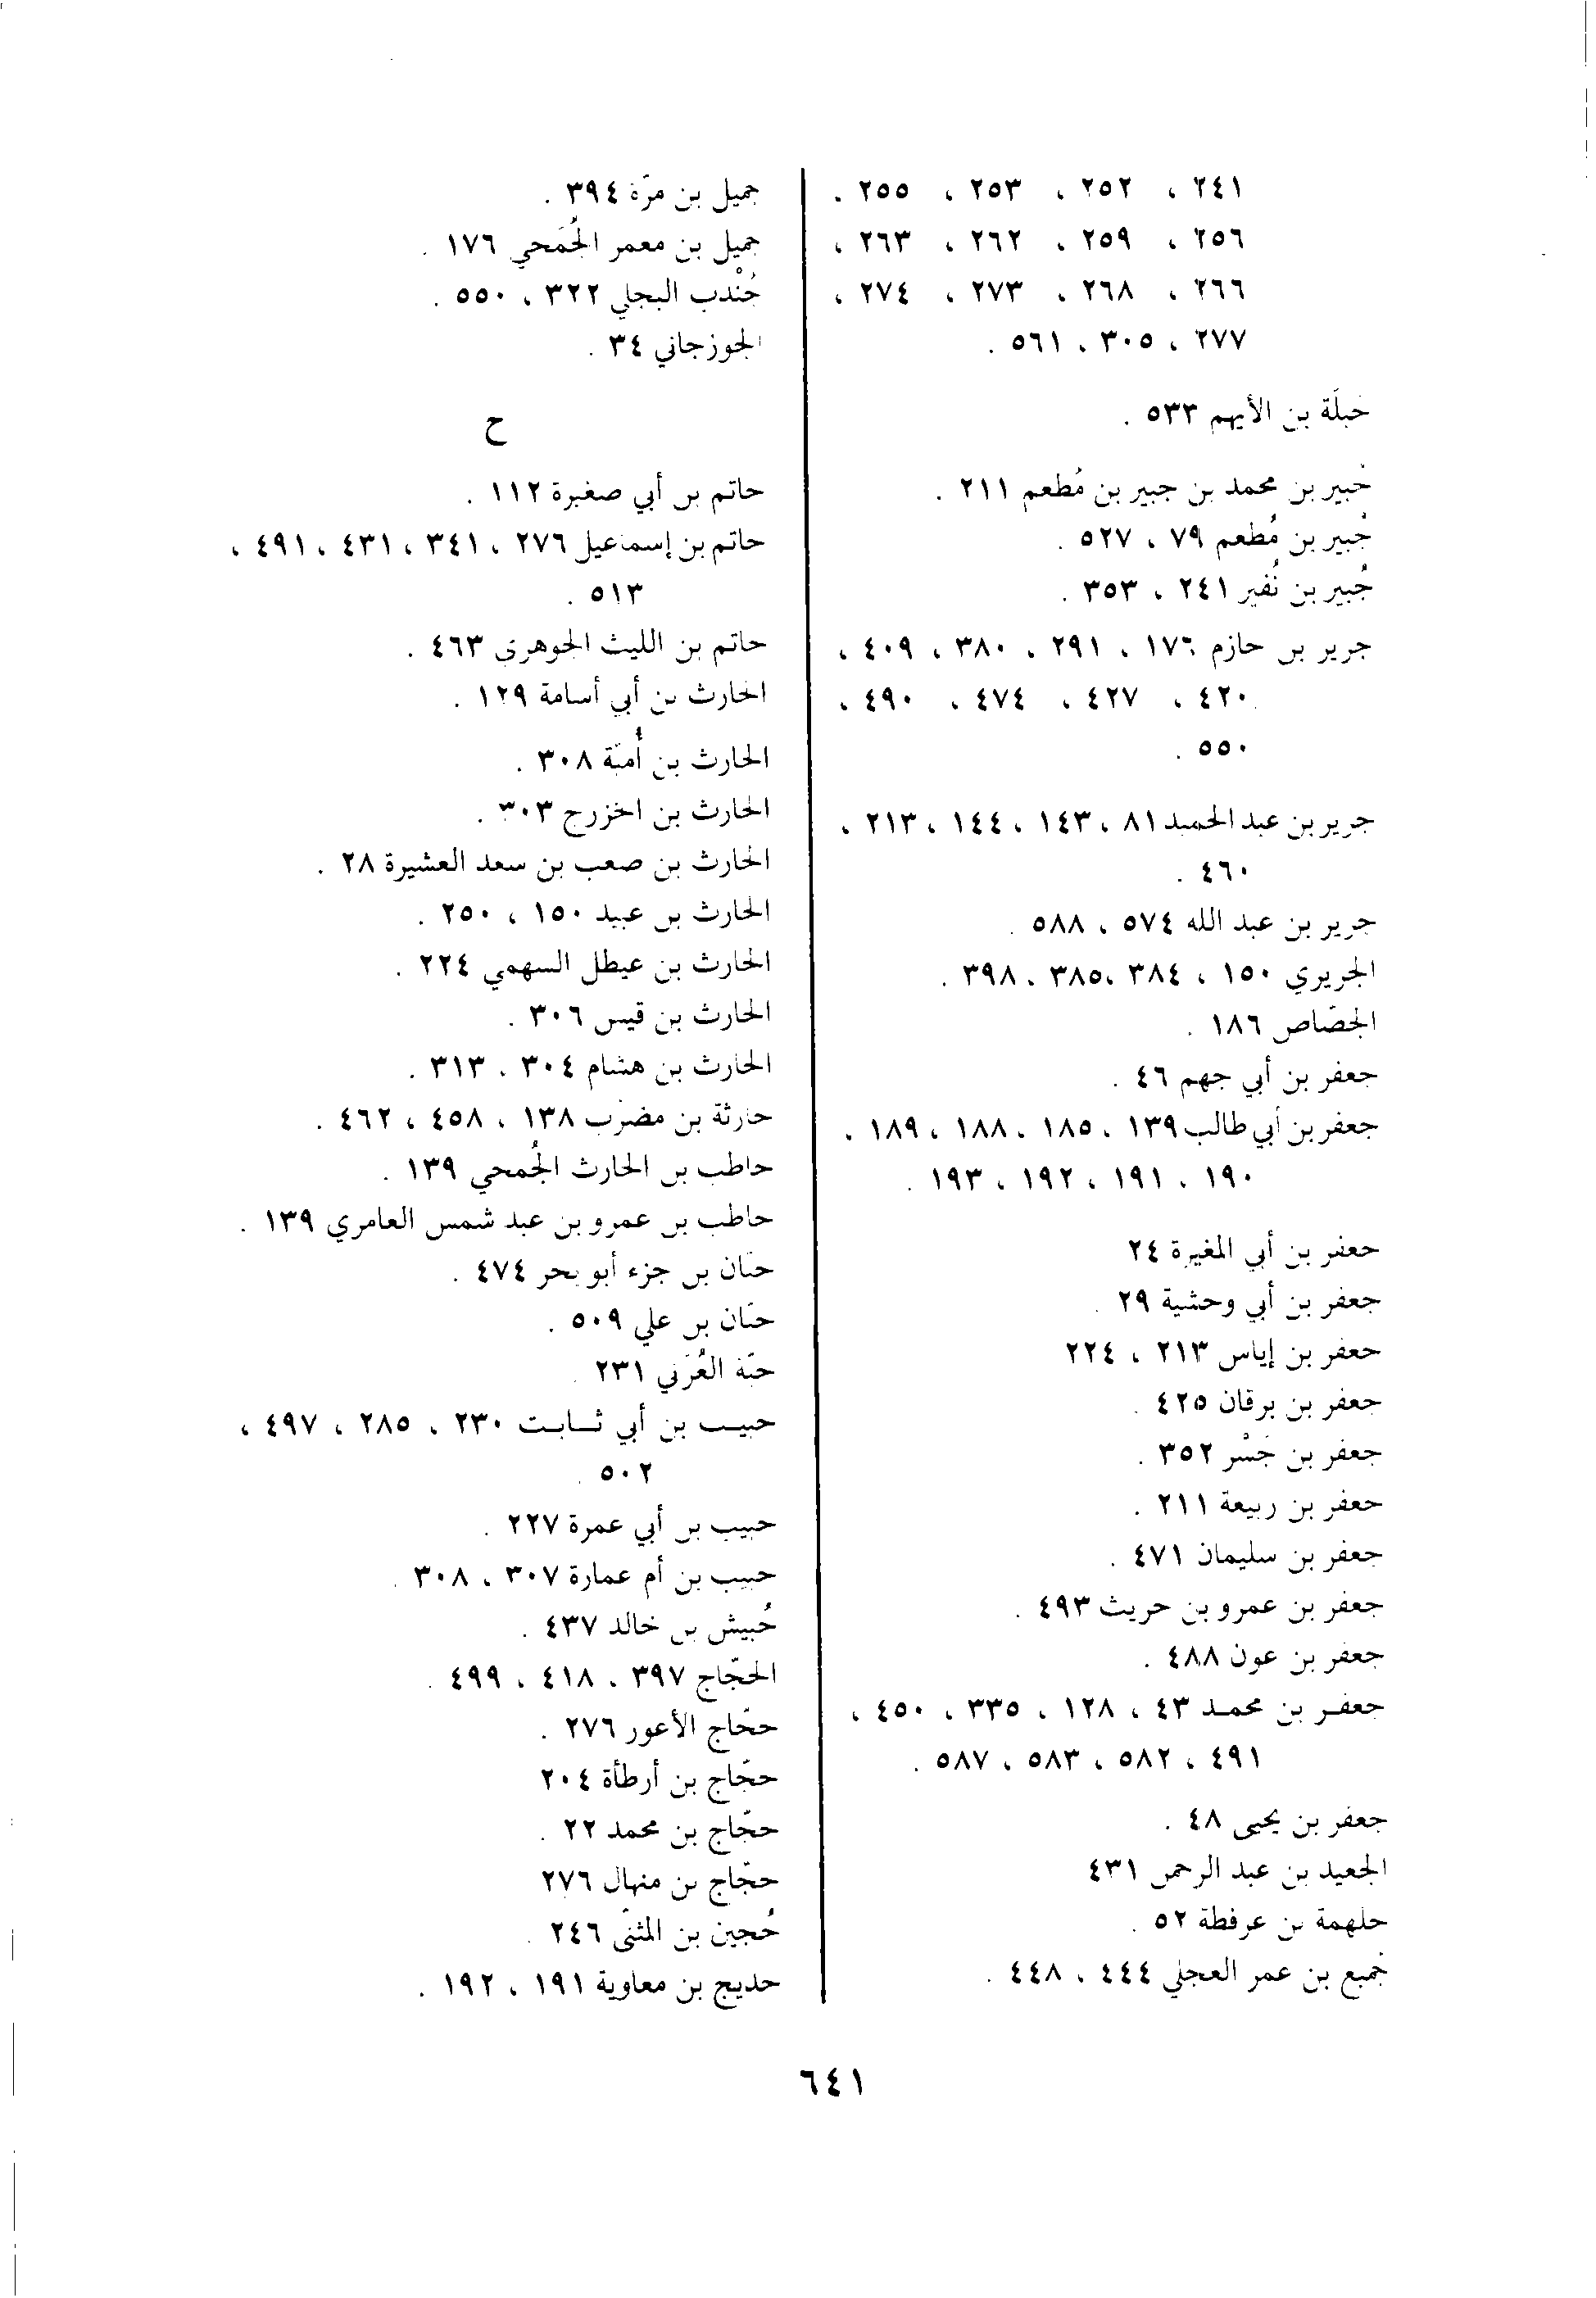 ٢٤١ ، ٢٥٢ ، ٢٥٣ ، ٢٥٥ .
٢٥٦ ، ٢٥٩ ، ٢٦٢ ، ٢٦٣ ،
٢٦٦ ، ٢٦٨ ، ٢٧٣ ، ٢٧٤ ،
٢٧٧ ، ٣٠٥ ، ٥٦١ .
جبلة بن الأيهم ٥٣٣ .
جُبير بن محمد بن جبير بن مُطعم ٢١١ .
جُبير بن مُطعم ٧٩ ، ٥٢٧ .
جُبير بن نُفير ٢٤١ ، ٣٥٣ .
جرير بن حازم ١٧٦ ، ٢٩١ ، ٣٨٠ ، ٤٠٩ ،
٤٢٠ ، ٤٢٧ ، ٤٧٤ ، ٤٩٠ ،
٥٥٠ .
جرير بن عبد الحميد ٨١ ، ١٤٣ ، ١٤٤ ، ٢١٣ ،
٤٦٠ .
جرير بن عبد الله ٥٧٤ ، ٥٨٨ .
الجريري ١٥٠ ، ٣٨٤ ، ٣٨٥ ، ٣٩٨ .
الجصّاص ١٨٦ .
جعفر بن أبي جهم ٤٦ .
جعفر بن أبي طالب ١٣٩ ، ١٨٥ ، ١٨٨ ، ١٨٩ .
١٩٠ ، ١٩١ ، ١٩٢ ، ١٩٣ .
جعفر بن أبي المغيرة ٢٤
جعفر بن أبي وحشية ٢٩ .
جعفر بن إياس ٢١٣ ، ٢٢٤
جعفر بن برقان ٤٢٥ .
جعفر بن جَسْر ٣٥٢ .
جعفر بن ربيعة ٢١١ .
جعفر بن سليمان ٤٧١ .
جعفر بن عمرو بن حريث ٤٩٣ .
جعفر بن عون ٤٨٨ .
جعفر بن محمد ٤٣ ، ١٢٨ ، ٣٣٥ ، ٤٥٠ ،
٤٩١ ، ٥٨٢ ، ٥٨٣ ، ٥٨٧ .
جعفر بن يحيى ٤٨ .
الجعيد بن عبد الرحمن ٤٣١
جلهمة بن عرفطة ٥٢ .
جُميع بن عمر العجلي ٤٤٤ ، ٤٤٨ .
جميل بن مرّة ٣٩٤ .
جميل بن معمر الجُمَحي ١٧٦ .
جُنْدب البجلي ٣٢٢ ، ٥٥٠ .
الجوزجاني ٣٤ .
ح
حاتم بن أبي صغيرة ١١٢ .
حاتم بن إسماعيل ٢٧٦ ، ٣٤١ ، ٤٣١ ، ٤٩١ ،
٥١٣ .
حاتم بن الليث الجوهري ٤٦٣ .
الحارث بن أبي أسامة ١٢٩ .
الحارث بن أُميّة ٣٠٨ .
الحارث بن الخزرج ٣٠٣ .
الحارث بن صعب بن سعد العشيرة ٢٨ .
الحارث بن عبيد ١٥٠ ، ٢٥٠ .
الحارث بن عيطل السهمي ٢٢٤ .
الحارث بن قيس ٣٠٦ .
الحارث بن هشام ٣٠٤ ، ٣١٣ .
حارثة بن مضرّب ١٣٨ ، ٤٥٨ ، ٤٦٢ .
حاطب بن الحارث الجُمحي ١٣٩ .
حاطب بن عمرو بن عبد شمس العامري ١٣٩ .
حبّان بن جزء أبو بحر ٤٧٤ .
حبّان بن علي ٥٠٩ .
حبّة العُرَني ٢٣١ .
حبيب بن أبي ثابت ٢٣٠ ، ٢٨٥ ، ٤٩٧ ،
٥٠٢ .
حبيب بن أبي عمرة ٢٢٧ .
حبيب بن أم عمارة ٣٠٧ ، ٣٠٨ .
حُبيش بن خالد ٤٣٧ .
الحجّاج ٣٩٧ ، ٤١٨ ، ٤٩٩ .
حجّاج الأعور ٢٧٦ .
حجّاج بن أرطأة ٢٠٤
حجّاج بن محمد ٢٢ .
حجّاج بن منهال ٢٧٦
حُجين بن المثنّى ٢٤٦ .
حديج بن معاوية ١٩١ ، ١٩٢ .
٦٤١